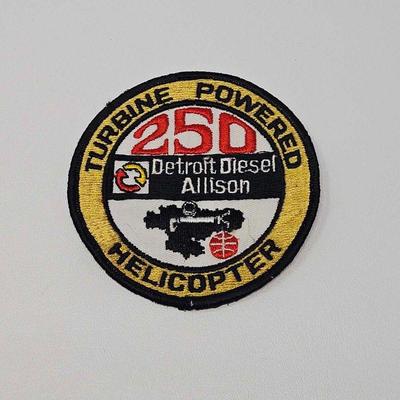 TURBINE POWERED
250
Detroit Diesel
Allison
HELICOPTER